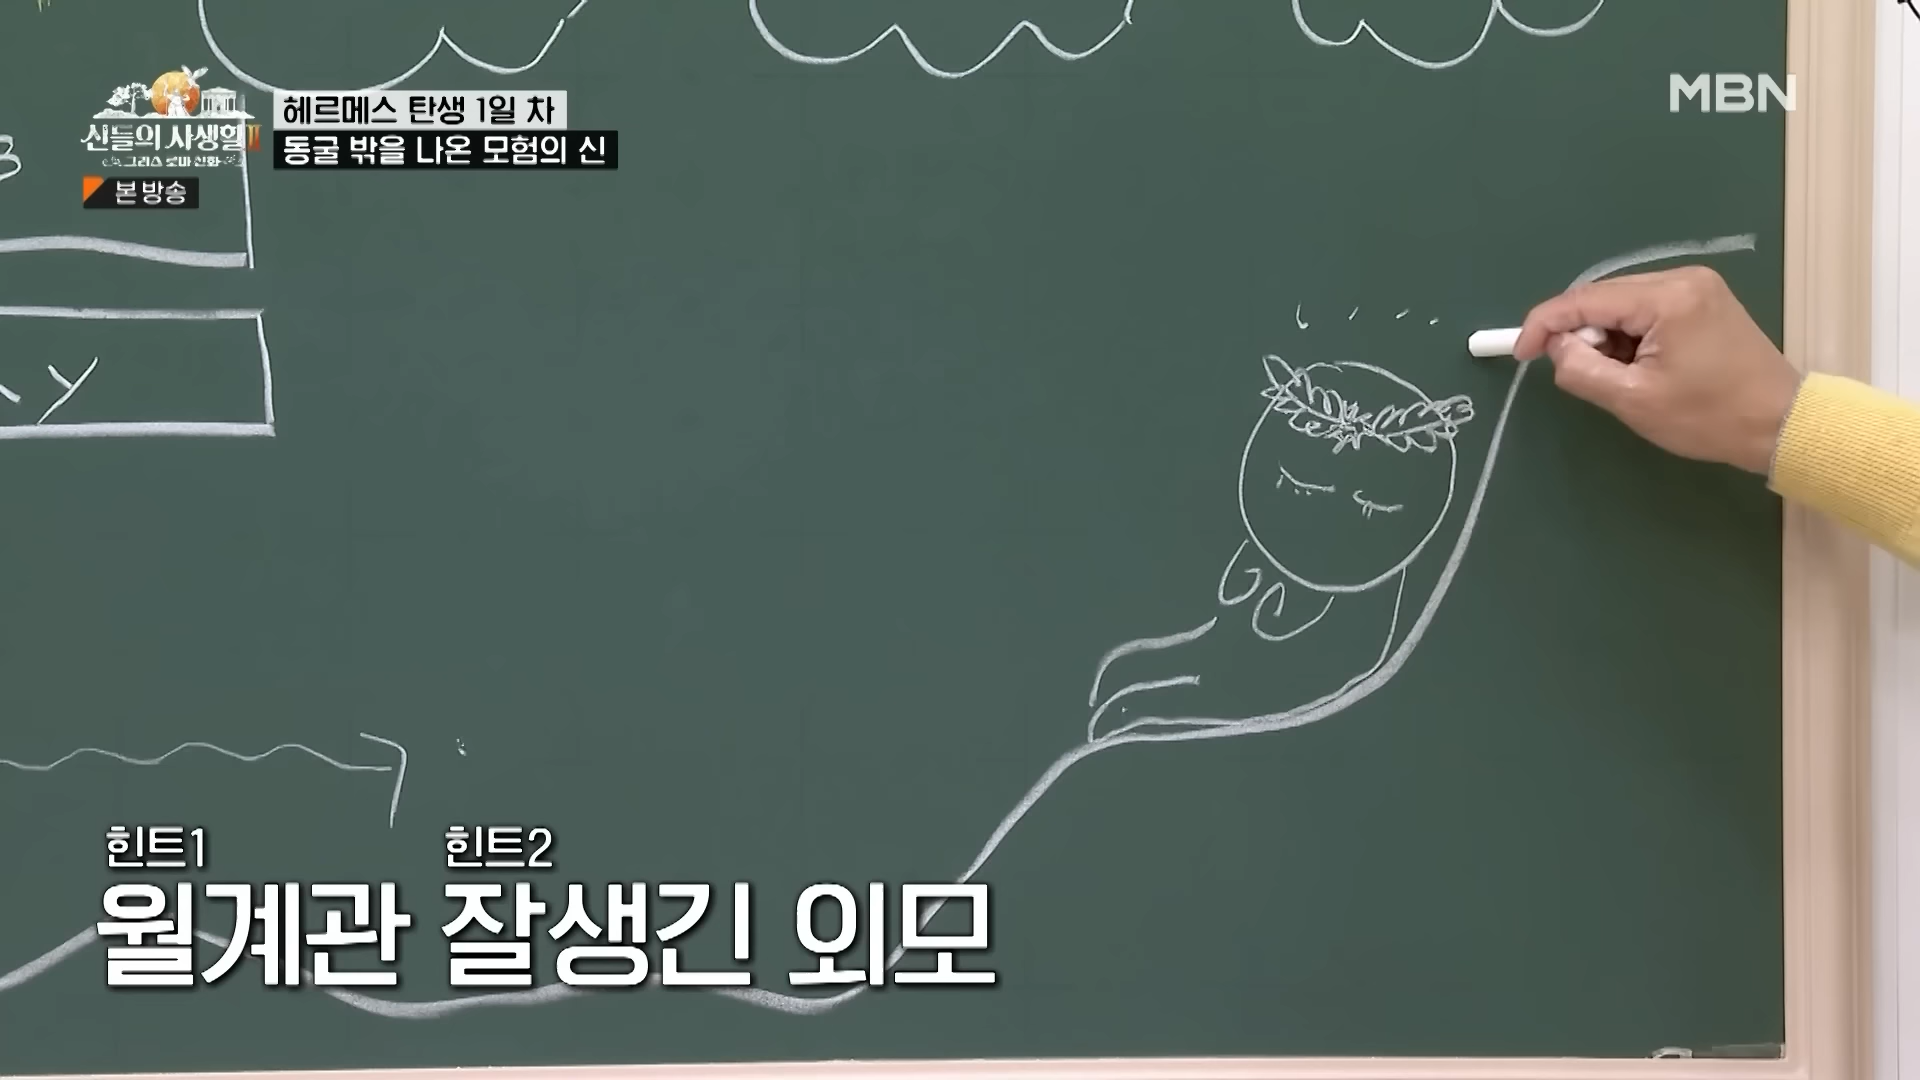 MBN
신들의 사생활 II
그리스 로마 신화
본 방송
헤르메스 탄생 1일 차
동굴 밖을 나온 모험의 신
힌트1 힌트2
월계관 잘생긴 외모